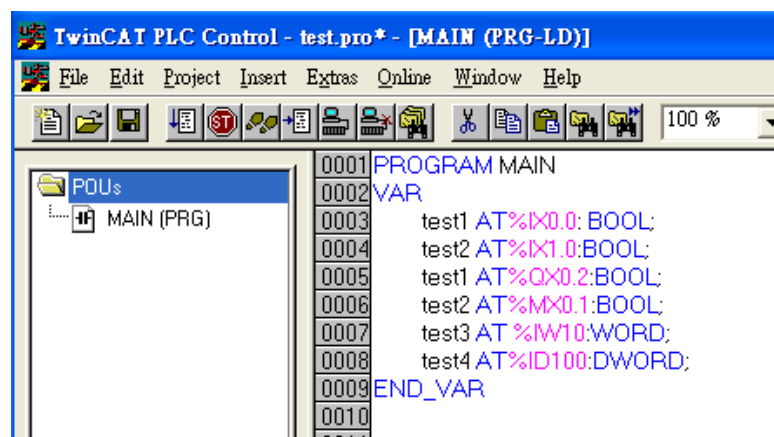 TwinCAT PLC Control - test.pro* - [MAIN (PRG-LD)]
File Edit Project Insert Extras Online Window Help
ST 100 %
POUs
MAIN (PRG)
0001 PROGRAM MAIN
0002 VAR
0003 test1 AT%IX0.0: BOOL;
0004 test2 AT%IX1.0:BOOL;
0005 test1 AT%QX0.2:BOOL;
0006 test2 AT%MX0.1:BOOL;
0007 test3 AT %IW10:WORD;
0008 test4 AT%ID100:DWORD;
0009 END_VAR
0010